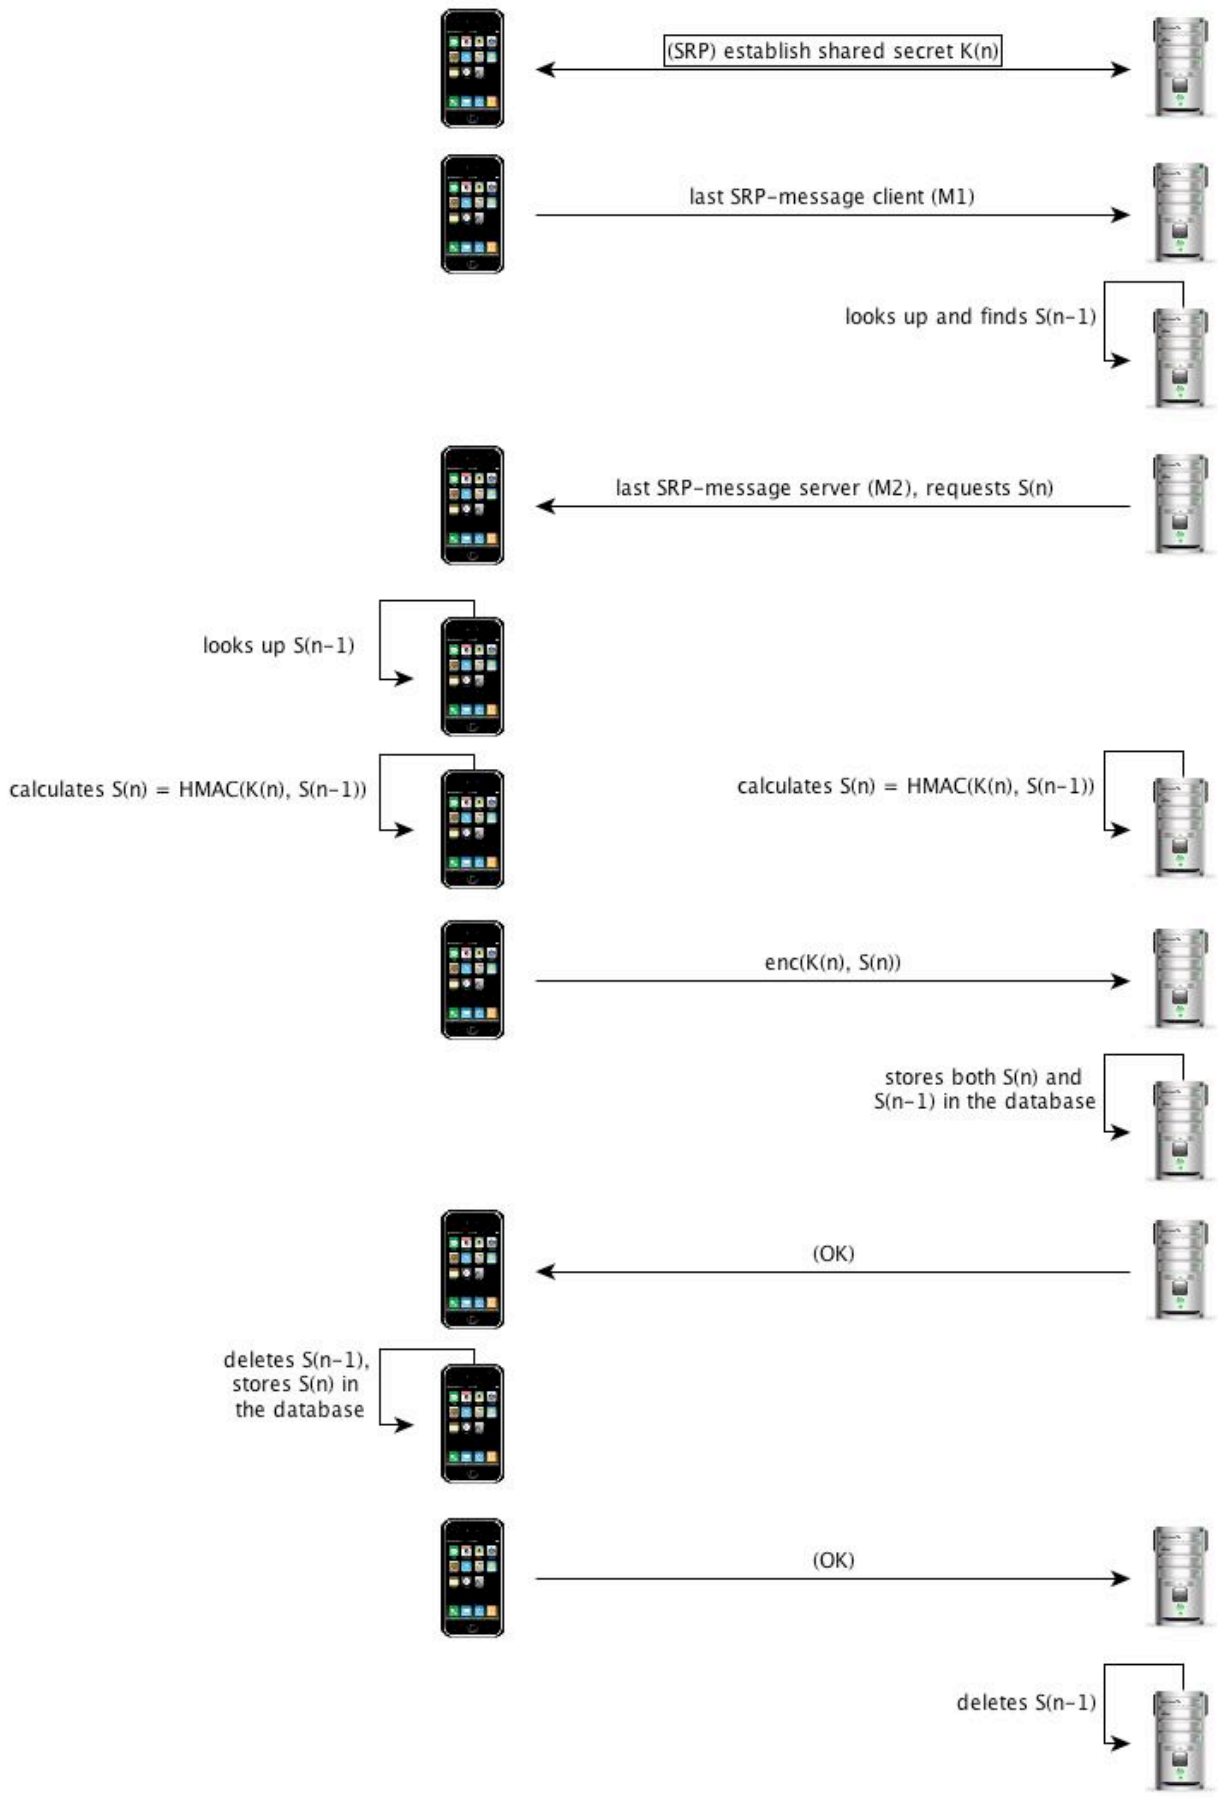 (SRP) establish shared secret K(n)
last SRP-message client (M1)
looks up and finds S(n-1)
last SRP-message server (M2), requests S(n)
looks up S(n-1)
calculates S(n) = HMAC(K(n), S(n-1))
calculates S(n) = HMAC(K(n), S(n-1))
enc(K(n), S(n))
stores both S(n) and
S(n-1) in the database
(OK)
deletes S(n-1),
stores S(n) in
the database
(OK)
deletes S(n-1)